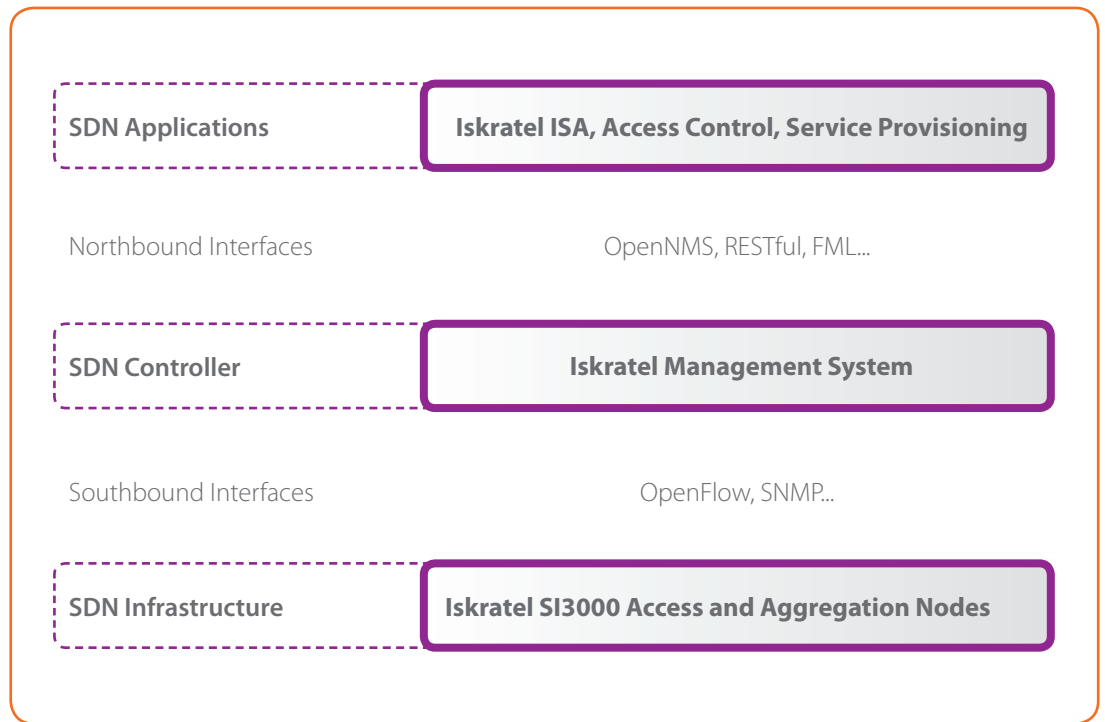 SDN Applications
Iskratel ISA, Access Control, Service Provisioning
Northbound Interfaces
OpenNMS, RESTful, FML...
SDN Controller
Iskratel Management System
Southbound Interfaces
OpenFlow, SNMP...
SDN Infrastructure
Iskratel SI3000 Access and Aggregation Nodes